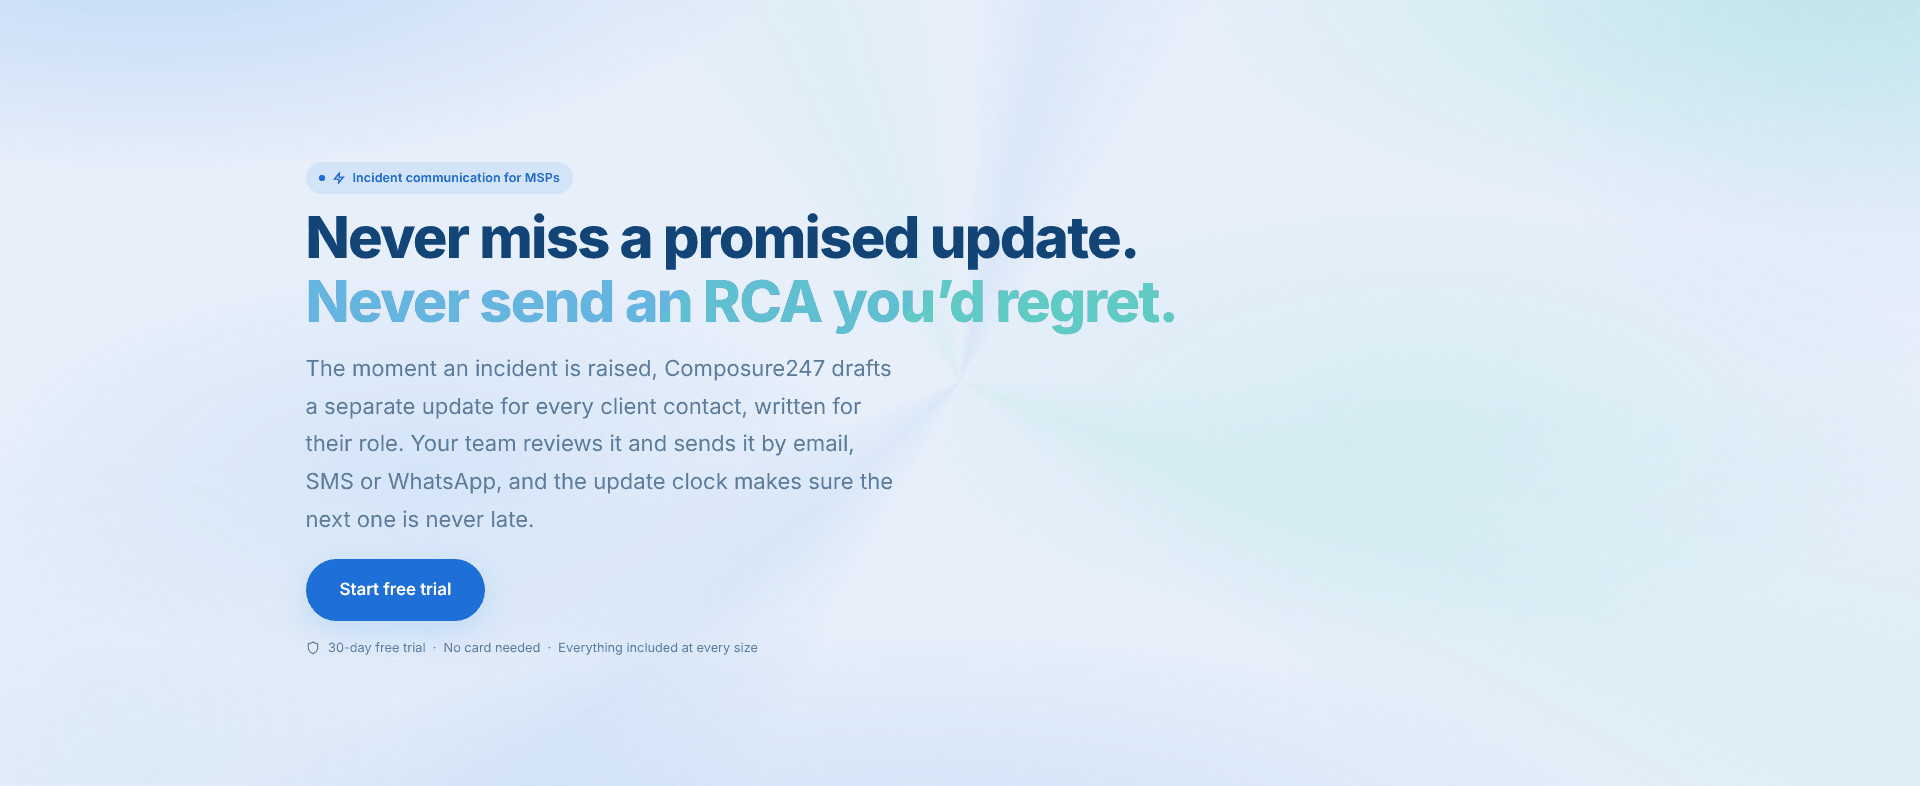 Incident communication for MSPs
Never miss a promised update.
Never send an RCA you’d regret.
The moment an incident is raised, Composure247 drafts
a separate update for every client contact, written for
their role. Your team reviews it and sends it by email,
SMS or WhatsApp, and the update clock makes sure the
next one is never late.
Start free trial
30-day free trial · No card needed · Everything included at every size